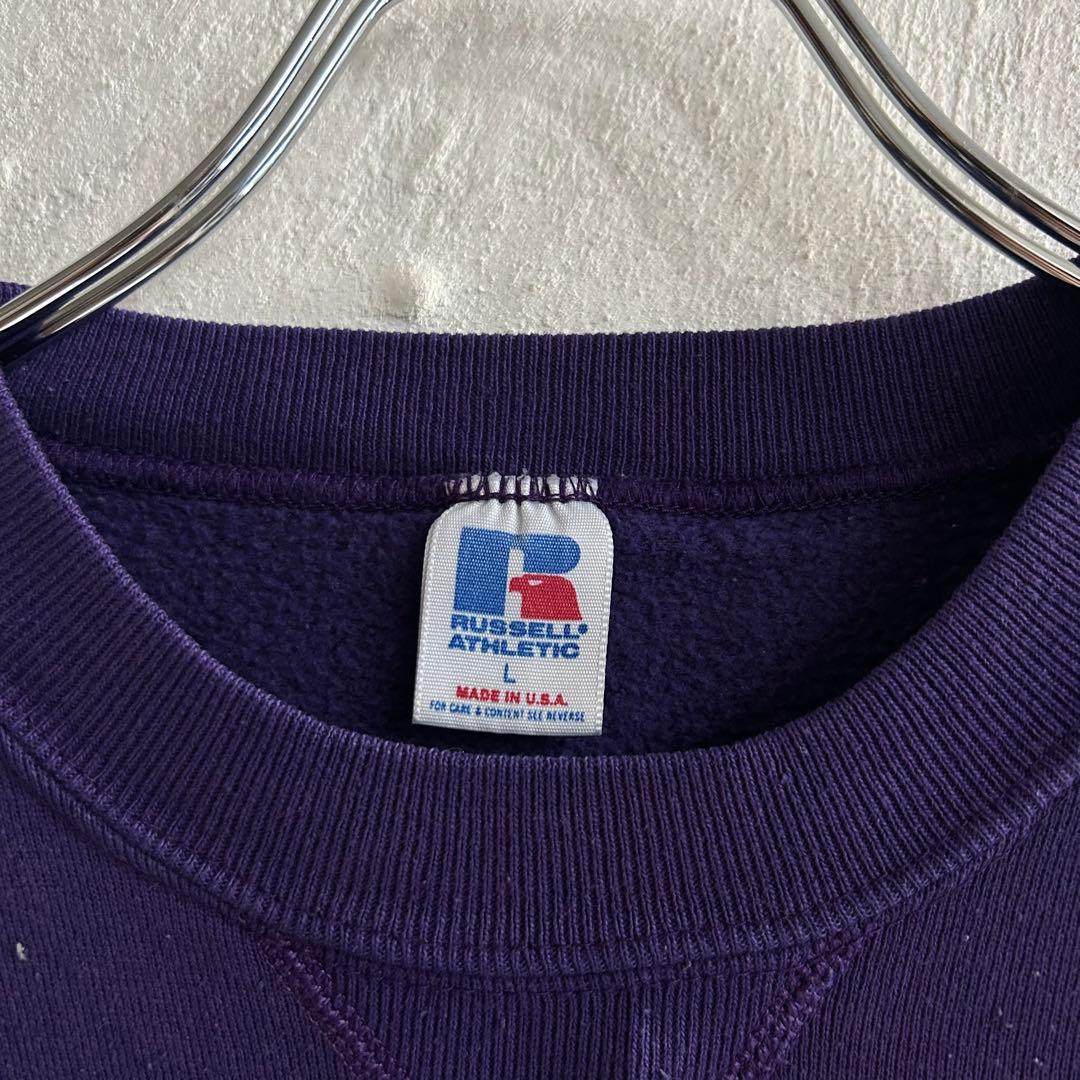 RUSSELL®
ATHLETIC
L
MADE IN U.S.A.
FOR CARE & CONTENT SEE REVERSE